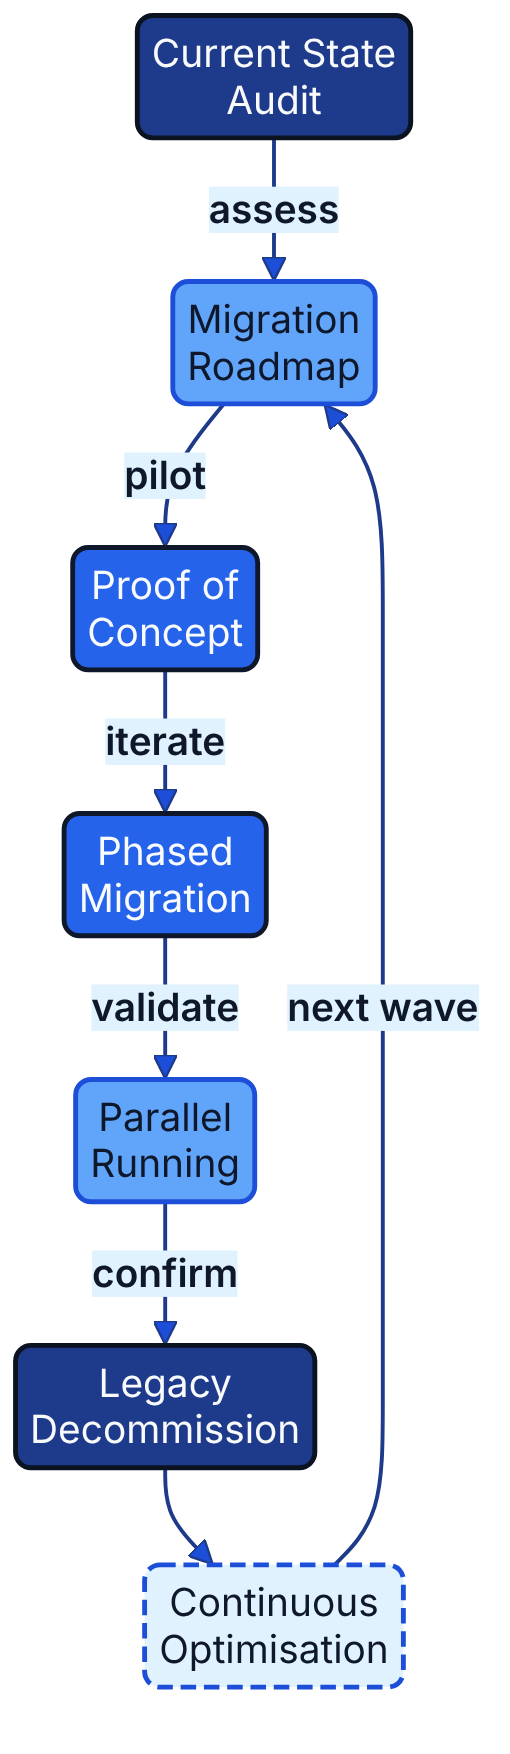 Current State
Audit
assess
Migration
Roadmap
pilot
Proof of
Concept
iterate
Phased
Migration
validate
next wave
Parallel
Running
confirm
Legacy
Decommission
Continuous
Optimisation